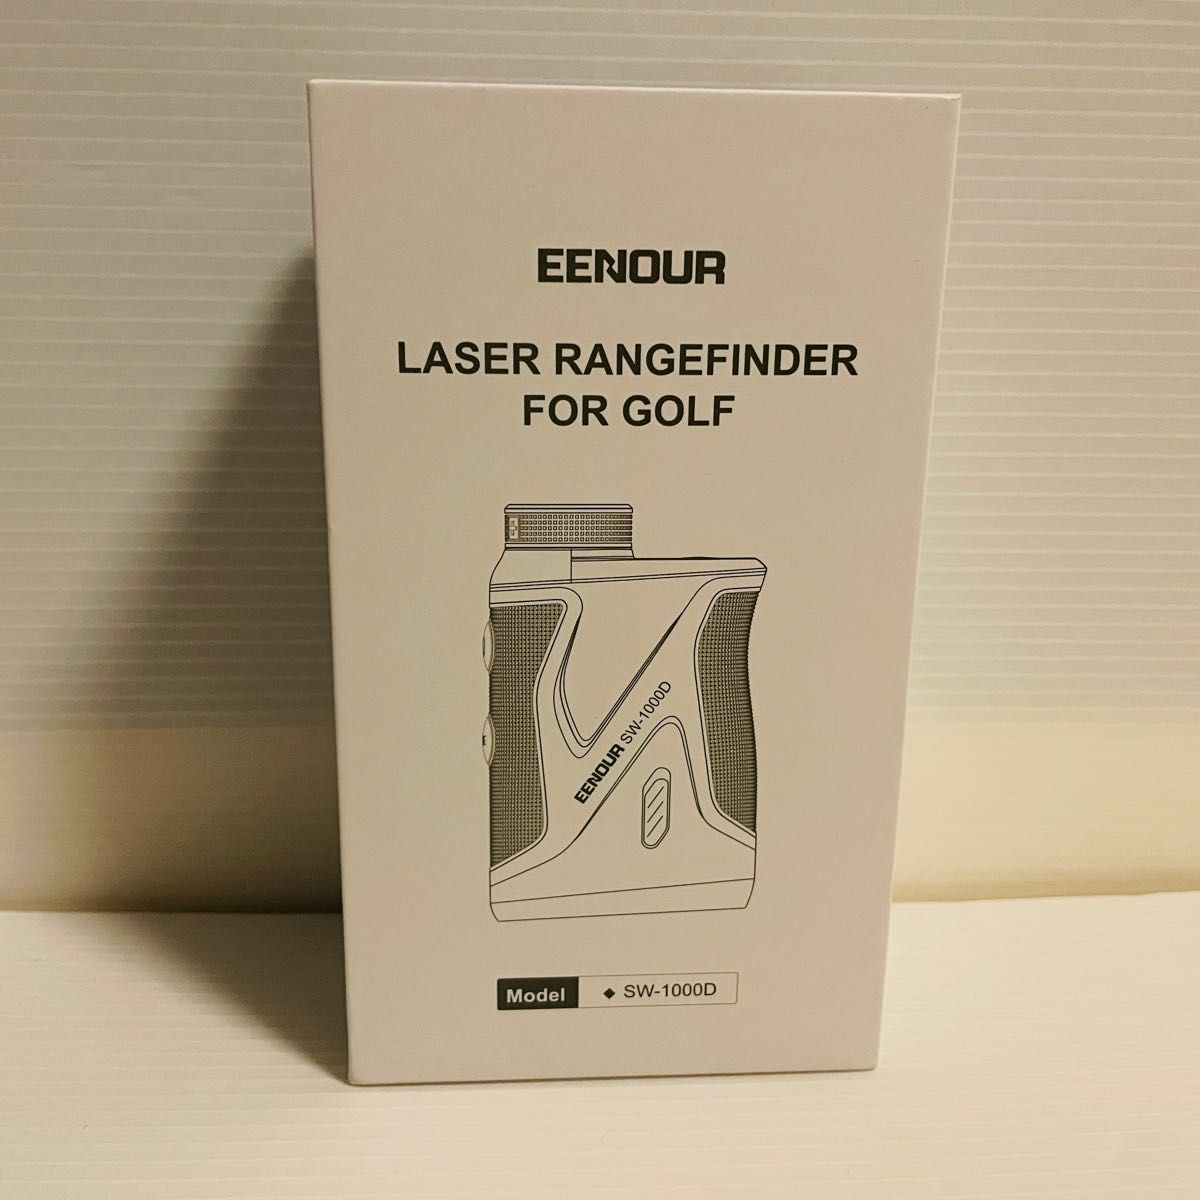 EENOUR
LASER RANGEFINDER
FOR GOLF
EENOUR SW-1000D
Model ◆ SW-1000D